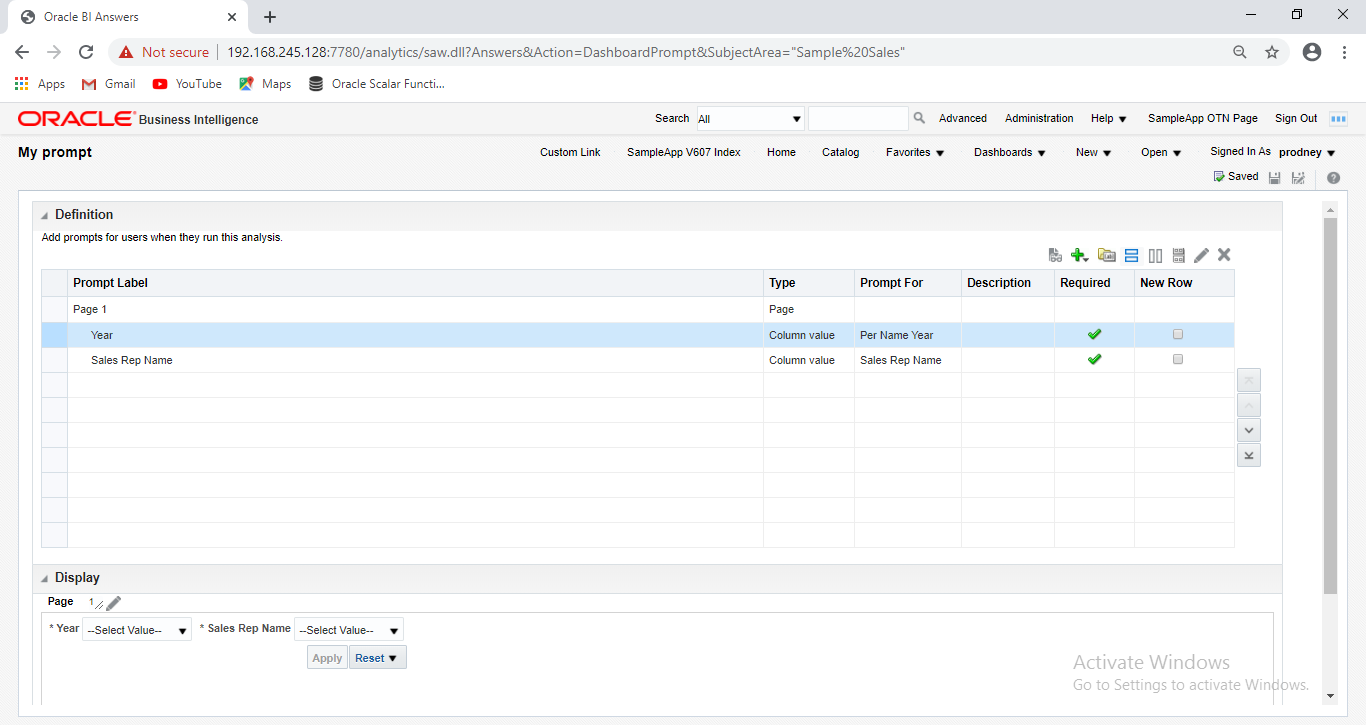 Oracle BI Answers
Not secure 192.168.245.128:7780/analytics/saw.dll?Answers&Action=DashboardPrompt&SubjectArea="Sample%20Sales"
Apps Gmail YouTube Maps Oracle Scalar Functi...
ORACLE Business Intelligence Search All Advanced Administration Help SampleApp OTN Page Sign Out
My prompt Custom Link SampleApp V607 Index Home Catalog Favorites Dashboards New Open Signed In As prodney
Saved
Definition
Add prompts for users when they run this analysis.
Prompt Label Type Prompt For Description Required New Row
Page 1 Page
Year Column value Per Name Year
Sales Rep Name Column value Sales Rep Name
Display
Page 1
* Year --Select Value-- * Sales Rep Name --Select Value--
Apply Reset
Activate Windows
Go to Settings to activate Windows.